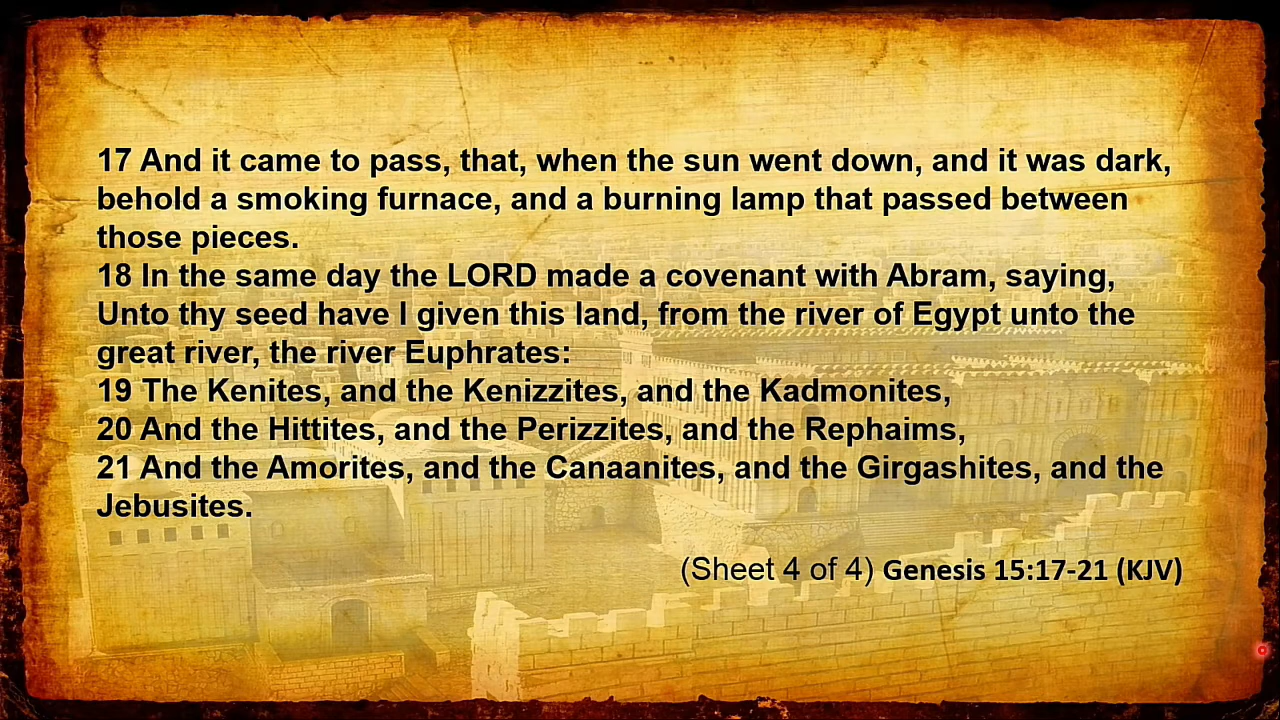 17 And it came to pass, that, when the sun went down, and it was dark,
behold a smoking furnace, and a burning lamp that passed between
those pieces.
18 In the same day the LORD made a covenant with Abram, saying,
Unto thy seed have I given this land, from the river of Egypt unto the
great river, the river Euphrates:
19 The Kenites, and the Kenizzites, and the Kadmonites,
20 And the Hittites, and the Perizzites, and the Rephaims,
21 And the Amorites, and the Canaanites, and the Girgashites, and the
Jebusites.
(Sheet 4 of 4) Genesis 15:17-21 (KJV)